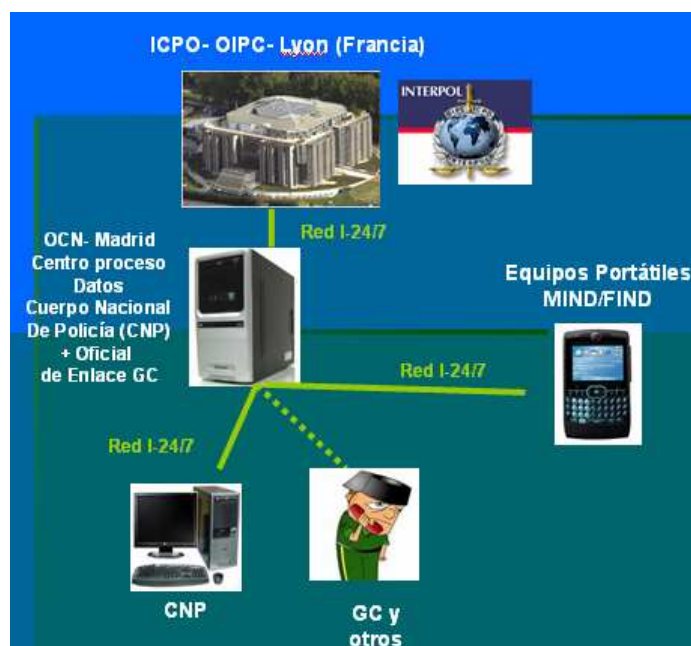 ICPO- OIPC- Lyon (Francia)
INTERPOL
Red I-24/7
OCN- Madrid
Centro proceso
Datos
Cuerpo Nacional
De Policía (CNP)
+ Oficial
de Enlace GC
Equipos Portátiles
MIND/FIND
Red I-24/7
Red I-24/7
CNP
GC y
otros